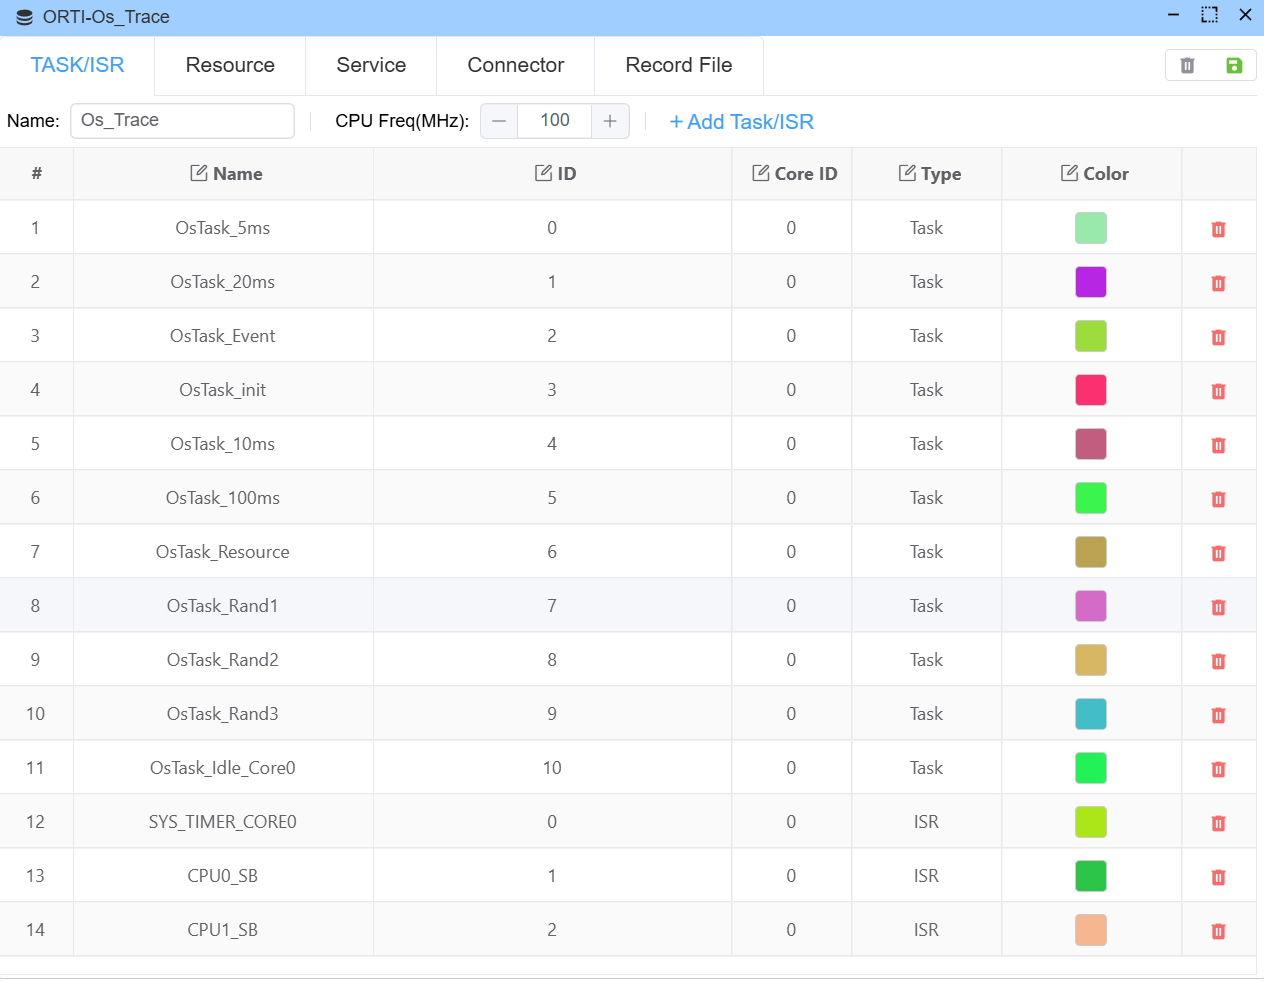 ORTI-Os_Trace
TASK/ISR Resource Service Connector Record File
Name: Os_Trace CPU Freq(MHz): 100 + Add Task/ISR
# Name ID Core ID Type Color
1 OsTask_5ms 0 0 Task
2 OsTask_20ms 1 0 Task
3 OsTask_Event 2 0 Task
4 OsTask_init 3 0 Task
5 OsTask_10ms 4 0 Task
6 OsTask_100ms 5 0 Task
7 OsTask_Resource 6 0 Task
8 OsTask_Rand1 7 0 Task
9 OsTask_Rand2 8 0 Task
10 OsTask_Rand3 9 0 Task
11 OsTask_Idle_Core0 10 0 Task
12 SYS_TIMER_CORE0 0 0 ISR
13 CPU0_SB 1 0 ISR
14 CPU1_SB 2 0 ISR